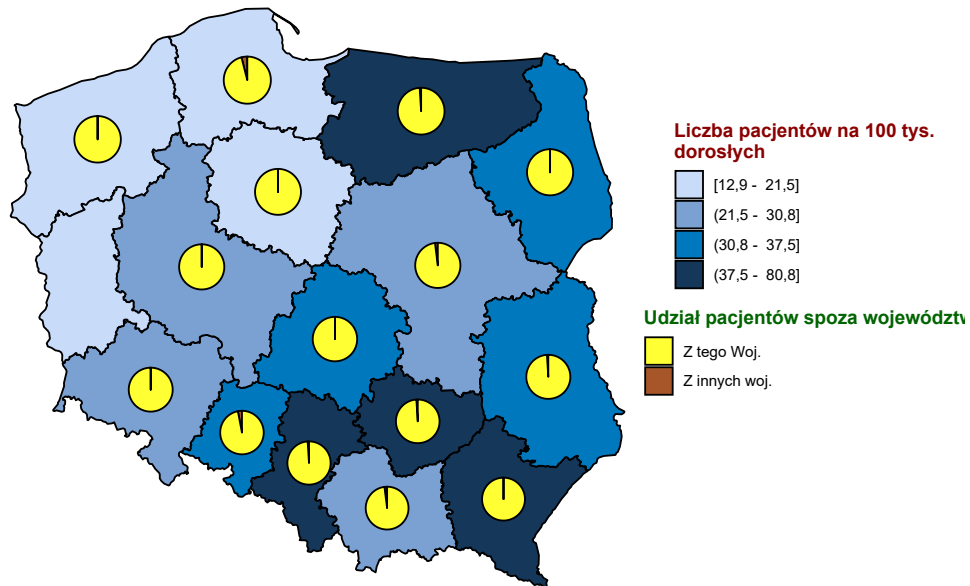 Liczba pacjentów na 100 tys.
dorosłych
[12,9 - 21,5]
(21,5 - 30,8]
(30,8 - 37,5]
(37,5 - 80,8]
Udział pacjentów spoza województw
Z tego Woj.
Z innych woj.